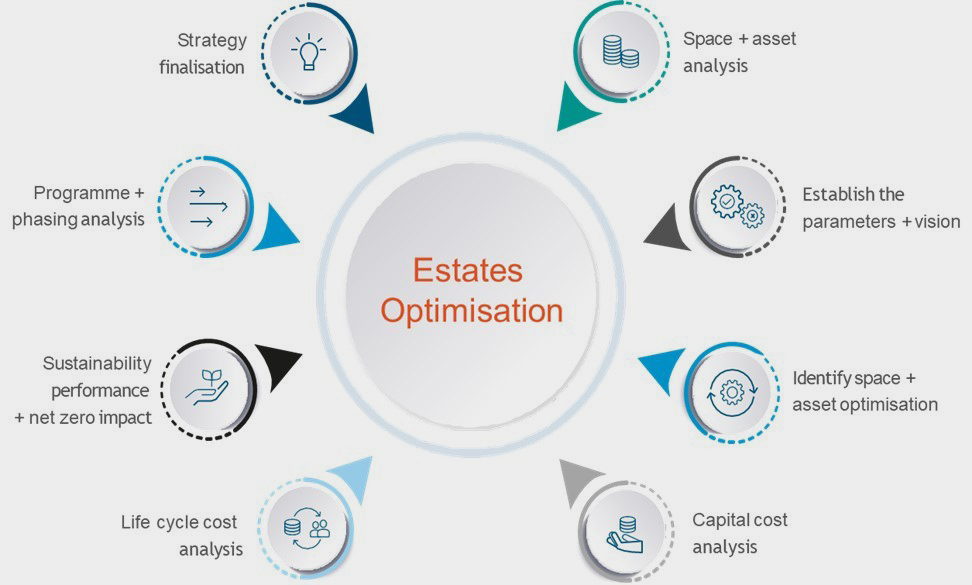 Strategy
finalisation
Space + asset
analysis
Programme +
phasing analysis
Establish the
parameters + vision
Estates
Optimisation
Sustainability
performance
+ net zero impact
Identify space +
asset optimisation
Life cycle cost
analysis
Capital cost
analysis